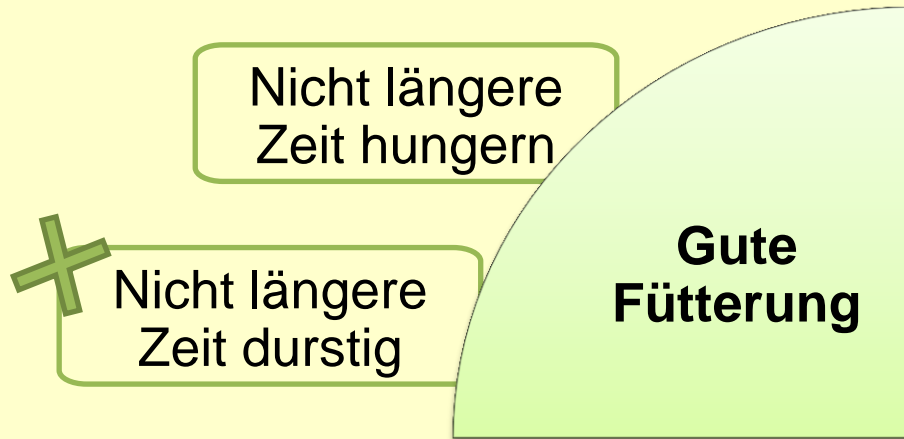 Nicht längere
Zeit hungern
Nicht längere
Zeit durstig
Gute
Fütterung